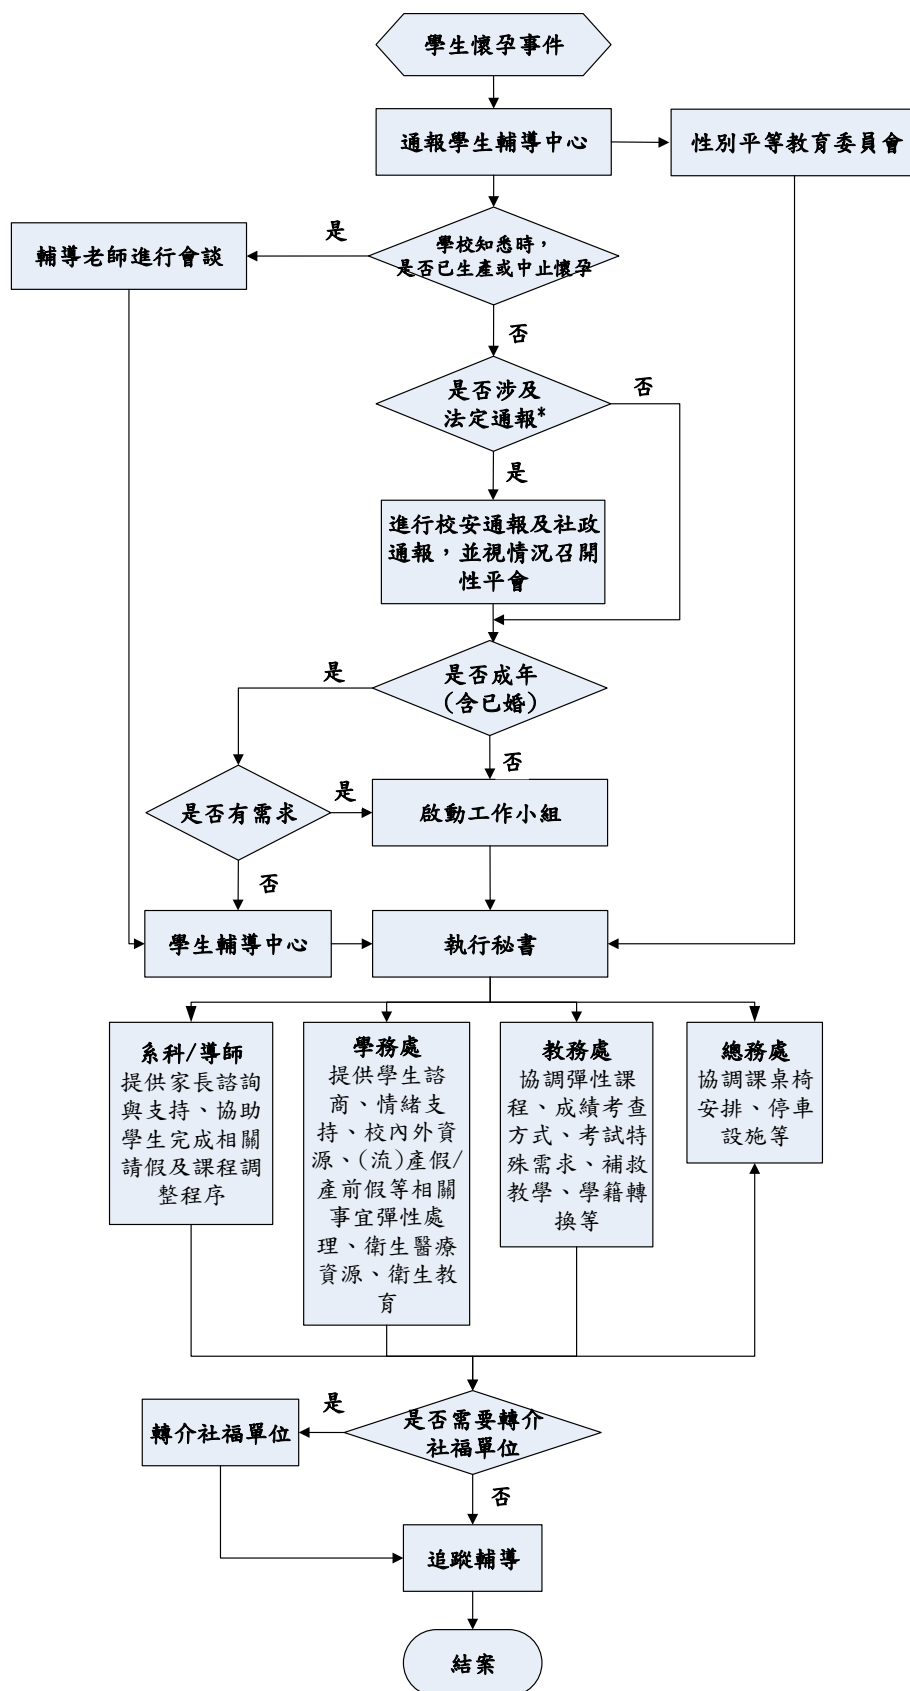 學生懷孕事件
通報學生輔導中心
性別平等教育委員會
是
輔導老師進行會談
學校知悉時，
是否已生產或中止懷孕
否
是否涉及
法定通報*
否
是
進行校安通報及社政
通報，並視情況召開
性平會
是
是否成年
(含已婚)
否
是否有需求
是
啟動工作小組
否
學生輔導中心
執行秘書
系科/導師
提供家長諮詢
與支持、協助
學生完成相關
請假及課程調
整程序
學務處
提供學生諮
商、情緒支
持、校內外資
源、(流)產假/
產前假等相關
事宜彈性處
理、衛生醫療
資源、衛生教
育
教務處
協調彈性課
程、成績考查
方式、考試特
殊需求、補救
教學、學籍轉
換等
總務處
協調課桌椅
安排、停車
設施等
是
轉介社福單位
是否需要轉介
社福單位
否
追蹤輔導
結案